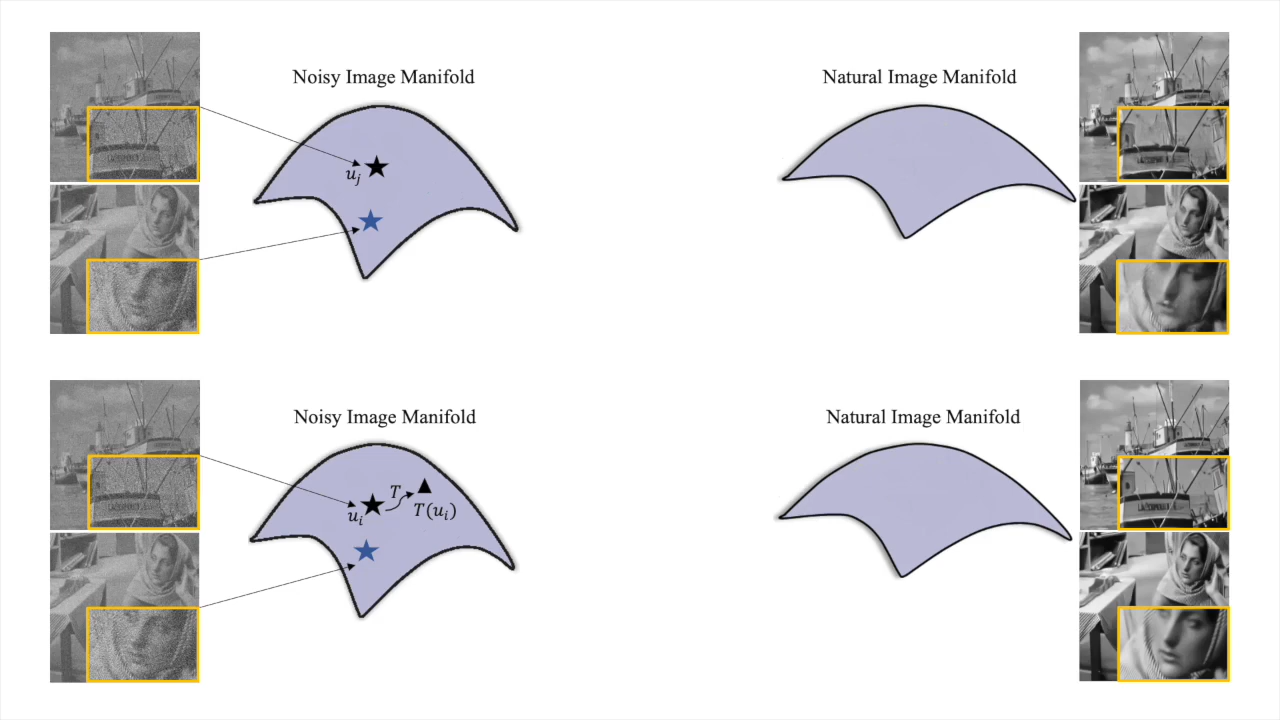 Noisy Image Manifold
Natural Image Manifold
u_j
Noisy Image Manifold
Natural Image Manifold
T
u_i
T(u_i)